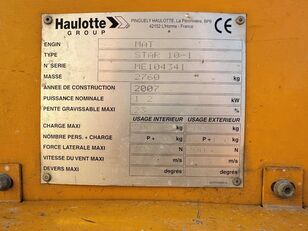 Haulotte
GROUP
PINGUELY HAULOTTE, La Péronnière, BP9
42152 L'Horme - France
CE
ENGIN MAT
TYPE STAR 10-1
N° SERIE ME104341
MASSE 2760 kg
ANNEE DE CONSTRUCTION 2007
PUISSANCE NOMINALE kW
PENTE GRAVISSABLE MAXI %
USAGE INTERIEUR USAGE EXTERIEUR
CHARGE MAXI kg kg
NOMBRE PERS. + CHARGE P+ kg P+ kg
FORCE LATERALE MAXI N N
VITESSE DU VENT MAXI m/s m/s
DEVERS MAXI degrés degrés